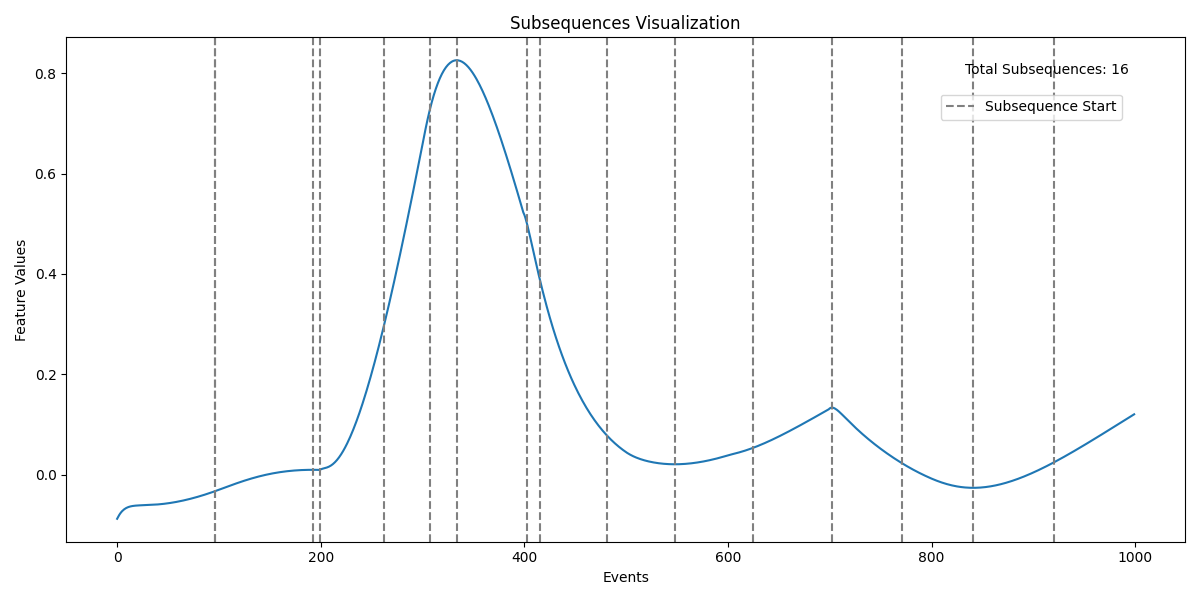 Subsequences Visualization
Total Subsequences: 16
Subsequence Start
Feature Values
0.8
0.6
0.4
0.2
0.0
0 200 400 600 800 1000
Events